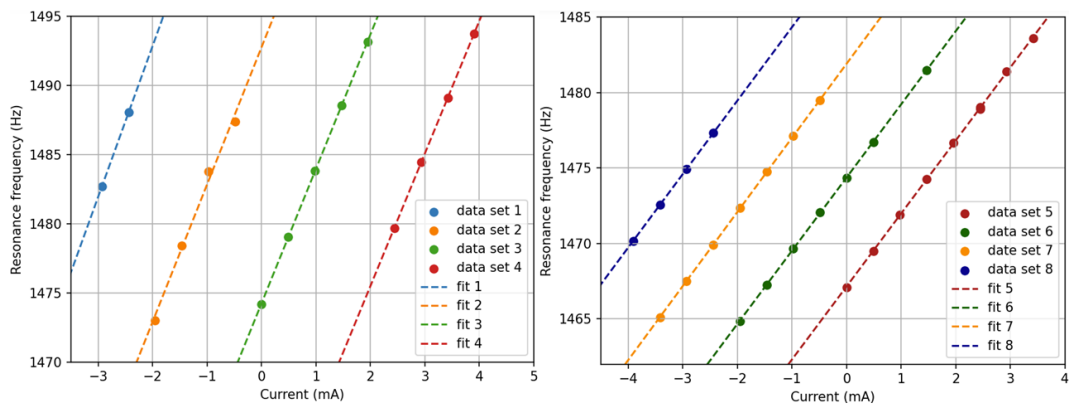 1495
1490
1485
1480
1475
1470
Resonance frequency (Hz)
−3 −2 −1 0 1 2 3 4 5
Current (mA)
data set 1
data set 2
data set 3
data set 4
fit 1
fit 2
fit 3
fit 4
1485
1480
1475
1470
1465
Resonance frequency (Hz)
−4 −3 −2 −1 0 1 2 3 4
Current (mA)
data set 5
data set 6
date set 7
data set 8
fit 5
fit 6
fit 7
fit 8